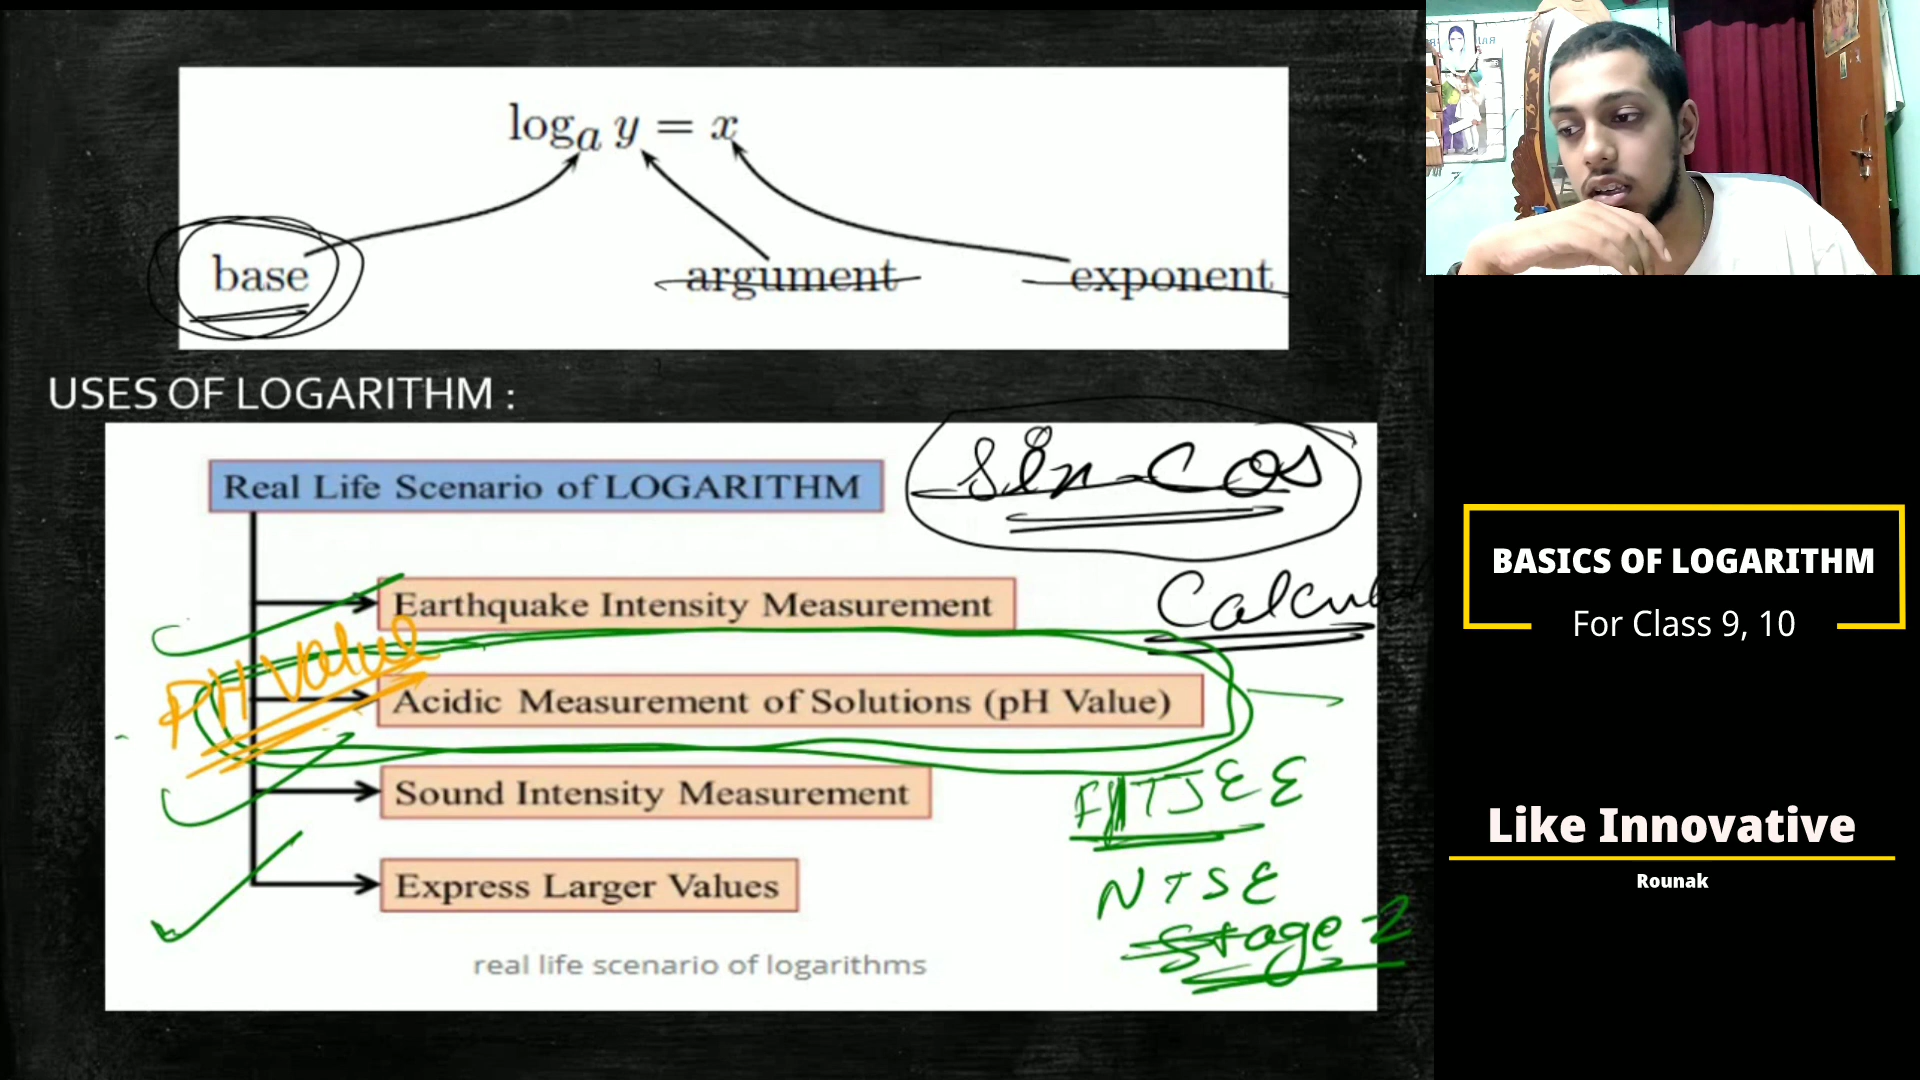 logₐ y = x
base argument exponent
USES OF LOGARITHM :
sin cos
Real Life Scenario of LOGARITHM
Earthquake Intensity Measurement
PH value
Acidic Measurement of Solutions (pH Value)
Sound Intensity Measurement
FIITJEE
Express Larger Values
NTSE
Stage-2
real life scenario of logarithms
BASICS OF LOGARITHM
For Class 9, 10
Like Innovative
Rounak